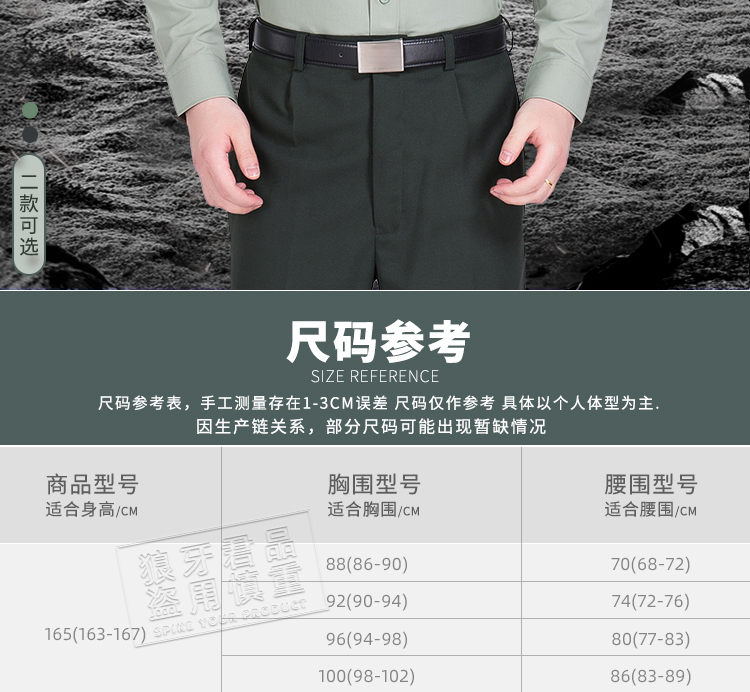 二款可选
尺码参考
SIZE REFERENCE
尺码参考表，手工测量存在1-3CM误差 尺码仅作参考 具体以个人体型为主.
因生产链关系，部分尺码可能出现暂缺情况
商品型号 胸围型号 腰围型号
适合身高/CM 适合胸围/CM 适合腰围/CM
88(86-90) 70(68-72)
92(90-94) 74(72-76)
165(163-167)
96(94-98) 80(77-83)
100(98-102) 86(83-89)
狼牙君品
盗用慎重
SPIKE YOUR PRODUCT